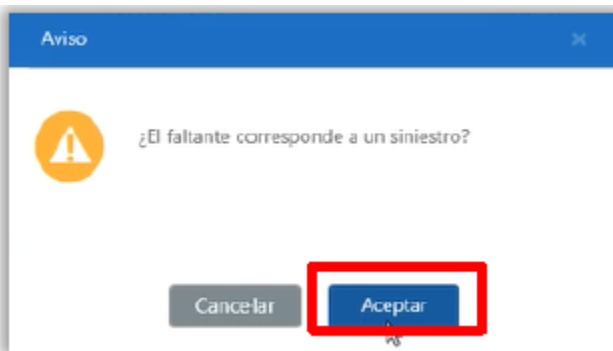 Aviso
¿El faltante corresponde a un siniestro?
Cancelar
Aceptar